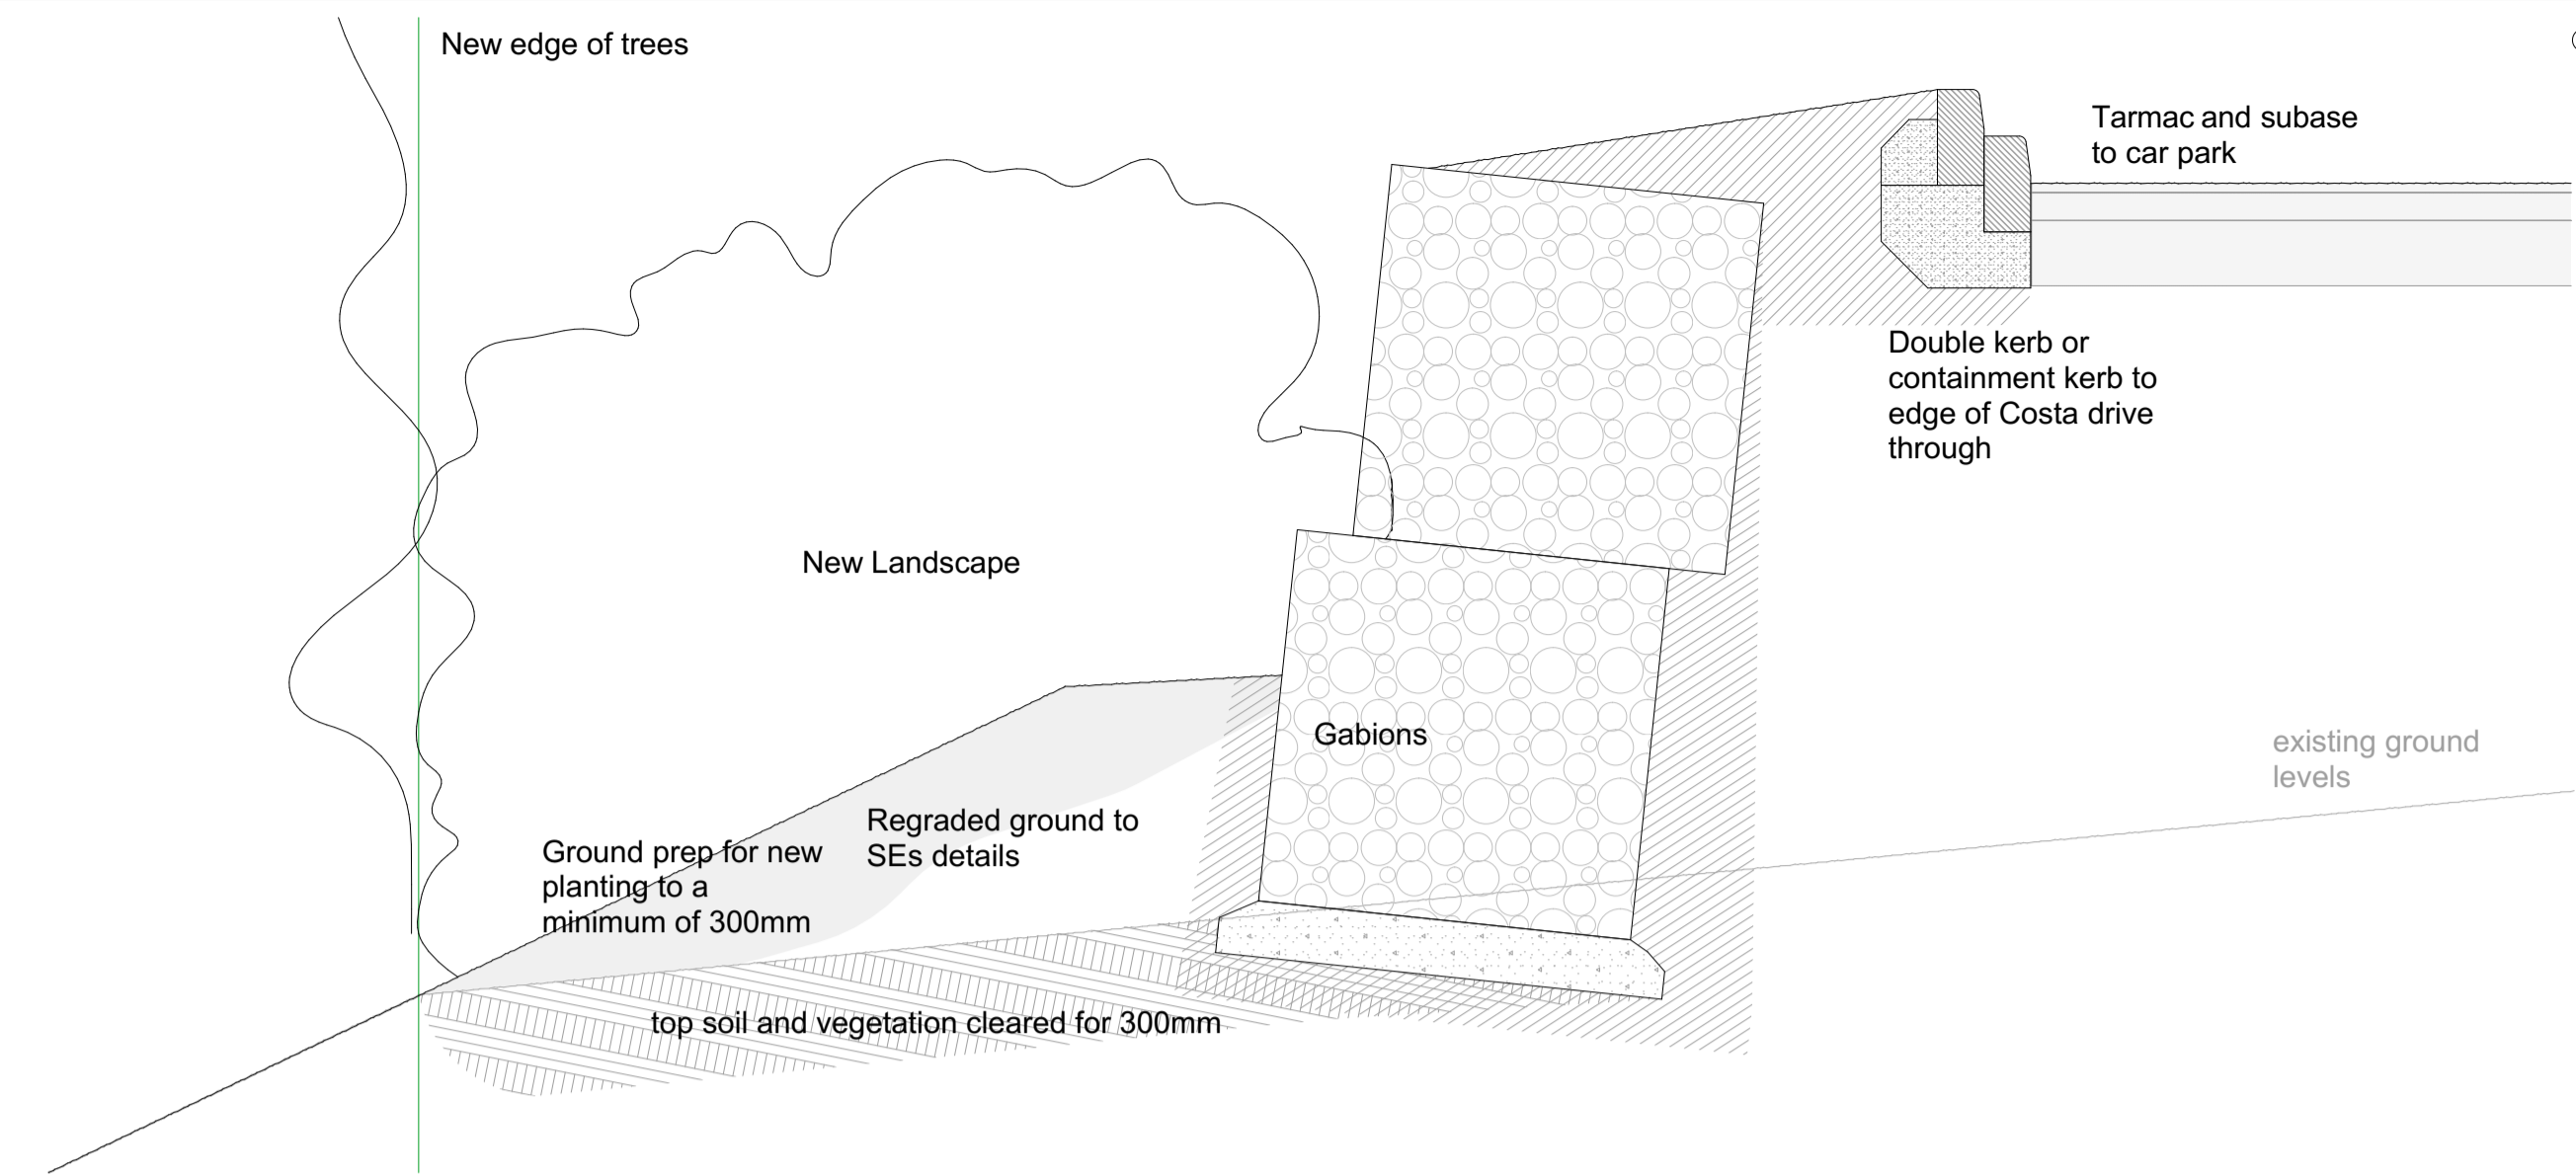 New edge of trees
Tarmac and subase
to car park
Double kerb or
containment kerb to
edge of Costa drive
through
New Landscape
Gabions
existing ground
levels
Regraded ground to
SEs details
Ground prep for new
planting to a
minimum of 300mm
top soil and vegetation cleared for 300mm